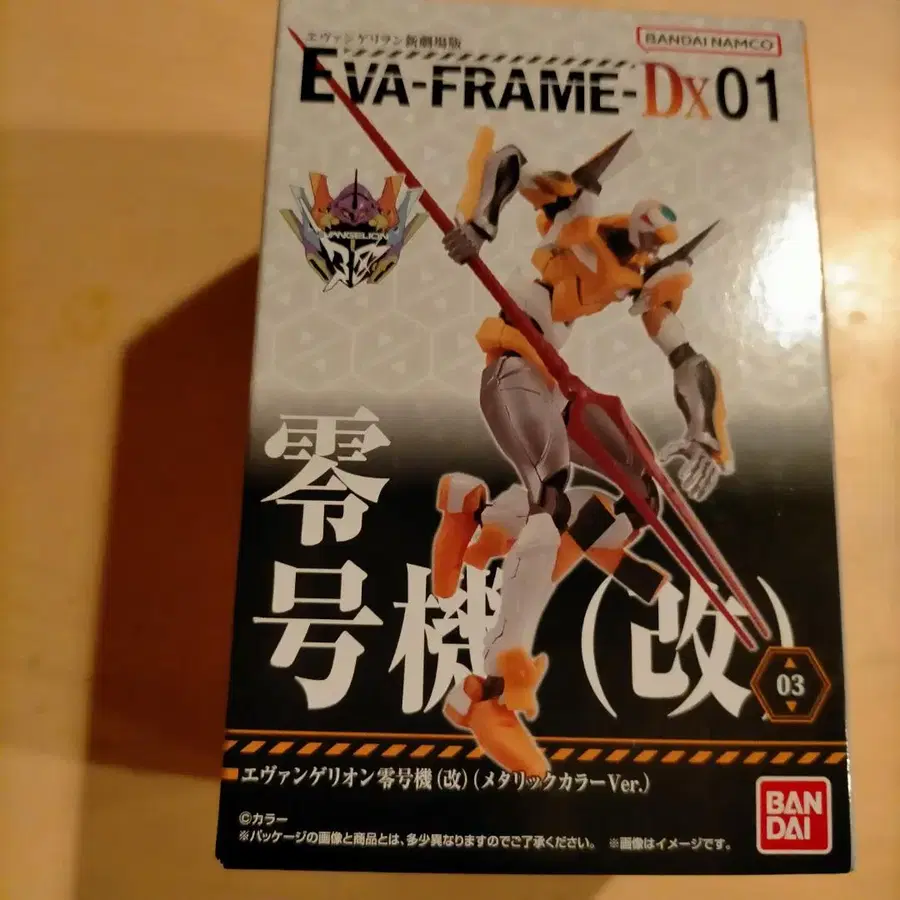 エヴァンゲリヲン新劇場版
BANDAI NAMCO
EVA-FRAME-DX01
EVANGELION
零号機(改)
03
エヴァンゲリオン零号機(改)(メタリックカラーVer.)
©カラー
※パッケージの画像と商品とは、多少異なりますのでご了承ください。 ※画像はイメージです。
BAN
DAI